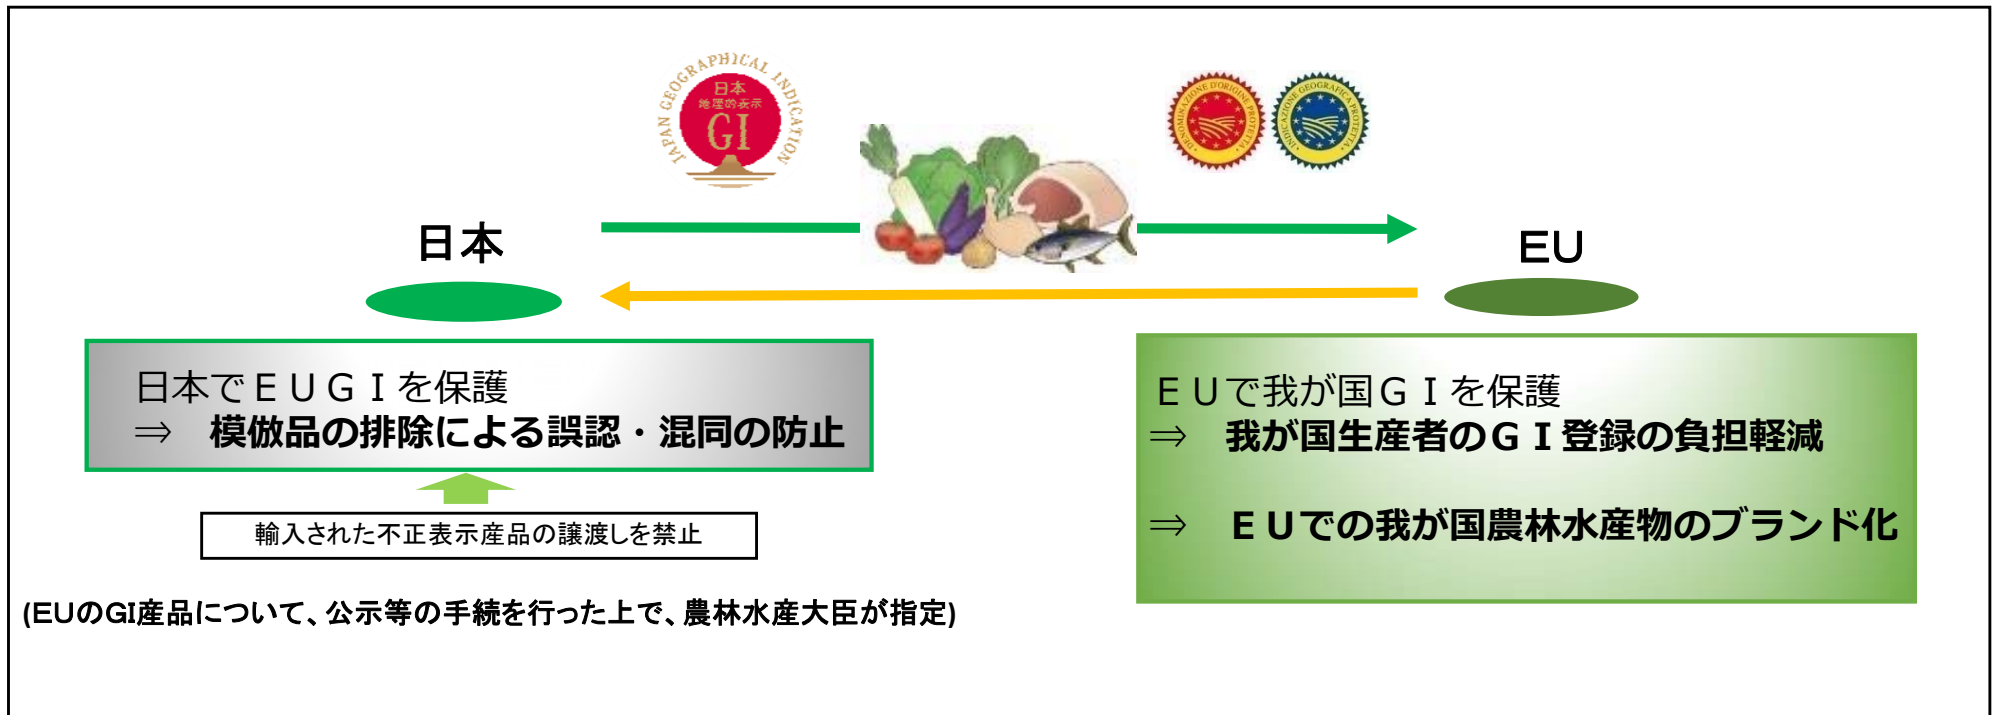 JAPAN GEOGRAPHICAL INDICATION
日本
地理的表示
GI
DENOMINAZIONE D'ORIGINE PROTETTA
INDICAZIONE GEOGRAFICA PROTETTA
日本
ＥＵ
日本でＥＵＧＩを保護
⇒　模倣品の排除による誤認・混同の防止
輸入された不正表示産品の譲渡しを禁止
(EUのGI産品について、公示等の手続を行った上で、農林水産大臣が指定)
ＥＵで我が国ＧＩを保護
⇒　我が国生産者のＧＩ登録の負担軽減
⇒　ＥＵでの我が国農林水産物のブランド化